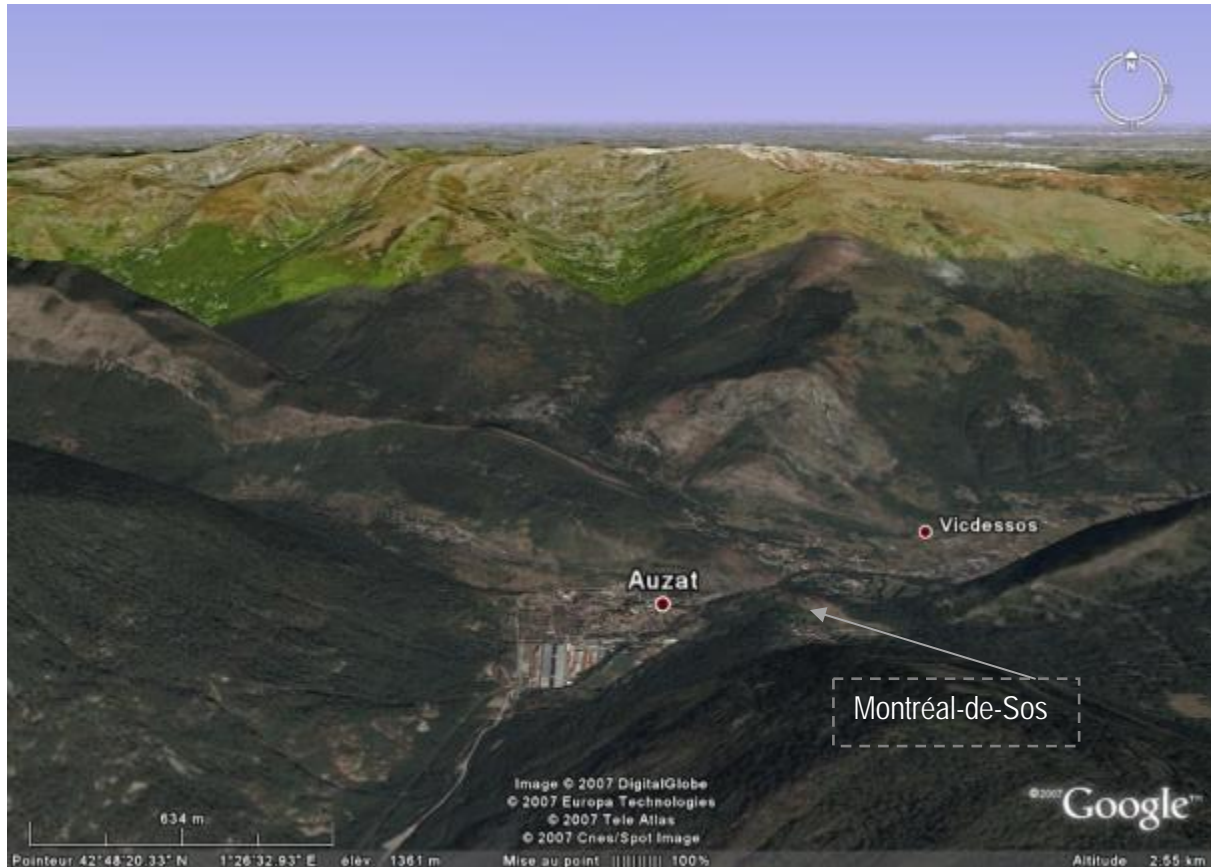 N
Vicdessos
Auzat
Montréal-de-Sos
Image © 2007 DigitalGlobe
© 2007 Europa Technologies
© 2007 Tele Atlas
© 2007 Cnes/Spot Image
©2007 Google™
634 m
Pointeur 42°48'20.33" N 1°26'32.93" E élév. 1361 m Mise au point |||||||||| 100% Altitude 2.55 km